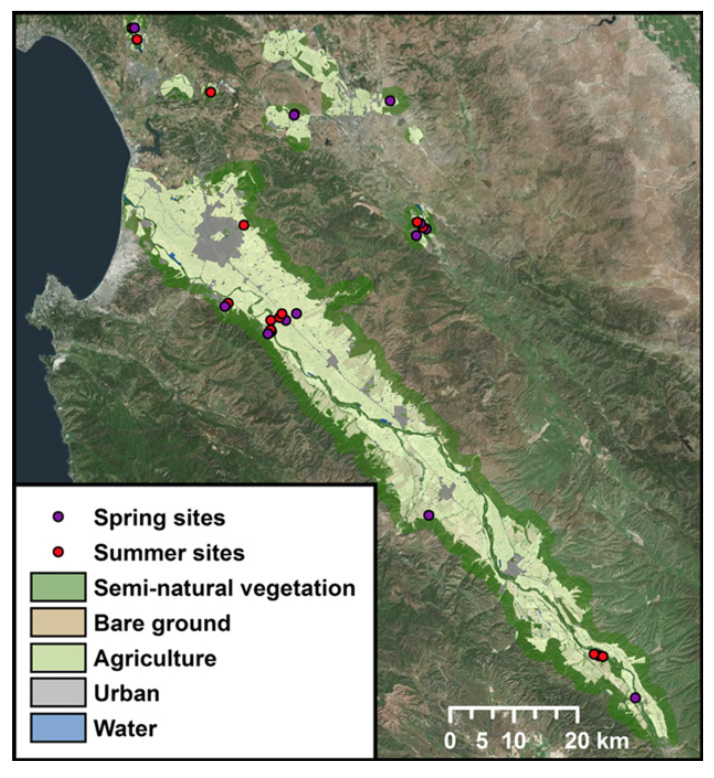 Spring sites
Summer sites
Semi-natural vegetation
Bare ground
Agriculture
Urban
Water
0 5 10 20 km